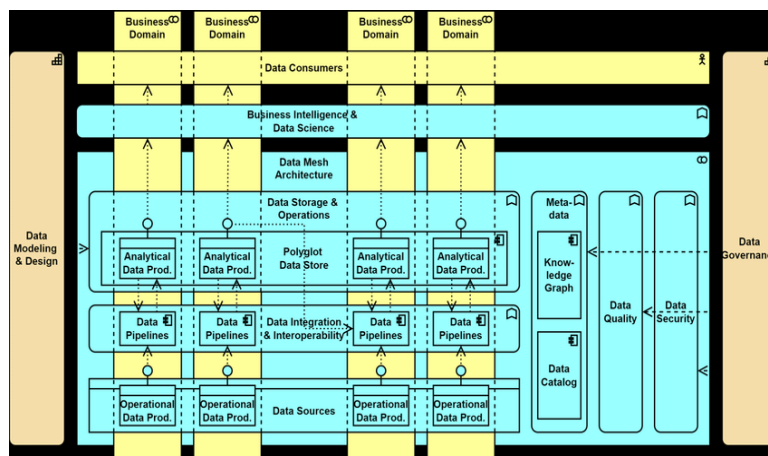 Business
Domain
Business
Domain
Business
Domain
Business
Domain
Data Consumers
Business Intelligence &
Data Science
Data Mesh
Architecture
Data
Modeling
& Design
Data Storage &
Operations
Polyglot
Data Store
Analytical
Data Prod.
Analytical
Data Prod.
Analytical
Data Prod.
Analytical
Data Prod.
Data Integration
& Interoperability
Data
Pipelines
Data
Pipelines
Data
Pipelines
Data
Pipelines
Operational
Data Prod.
Operational
Data Prod.
Data Sources
Operational
Data Prod.
Operational
Data Prod.
Meta-
data
Know-
ledge
Graph
Data
Catalog
Data
Quality
Data
Security
Data
Governanc